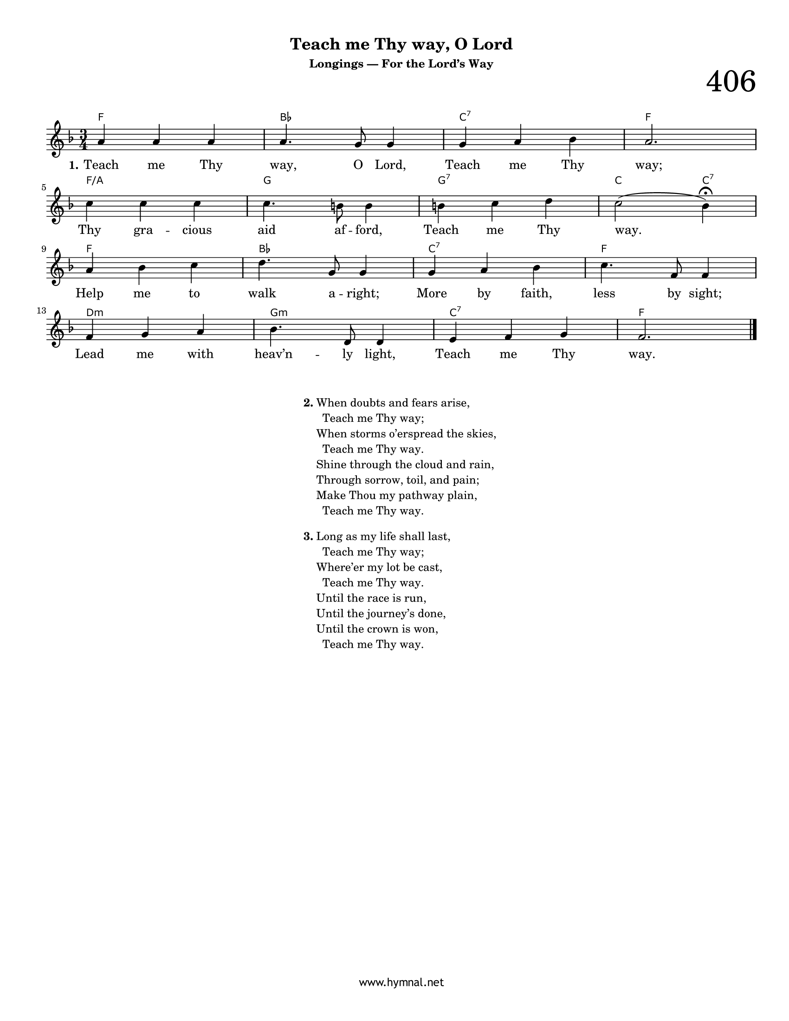 Teach me Thy way, O Lord
Longings — For the Lord's Way
406
F B♭ C7 F
3
4
1. Teach me Thy way, O Lord, Teach me Thy way;
5
F/A G G7 C C7
Thy gra - cious aid af - ford, Teach me Thy way.
9
F B♭ C7 F
Help me to walk a - right; More by faith, less by sight;
13
Dm Gm C7 F
Lead me with heav'n - ly light, Teach me Thy way.
2. When doubts and fears arise,
Teach me Thy way;
When storms o'erspread the skies,
Teach me Thy way.
Shine through the cloud and rain,
Through sorrow, toil, and pain;
Make Thou my pathway plain,
Teach me Thy way.
3. Long as my life shall last,
Teach me Thy way;
Where'er my lot be cast,
Teach me Thy way.
Until the race is run,
Until the journey's done,
Until the crown is won,
Teach me Thy way.
www.hymnal.net